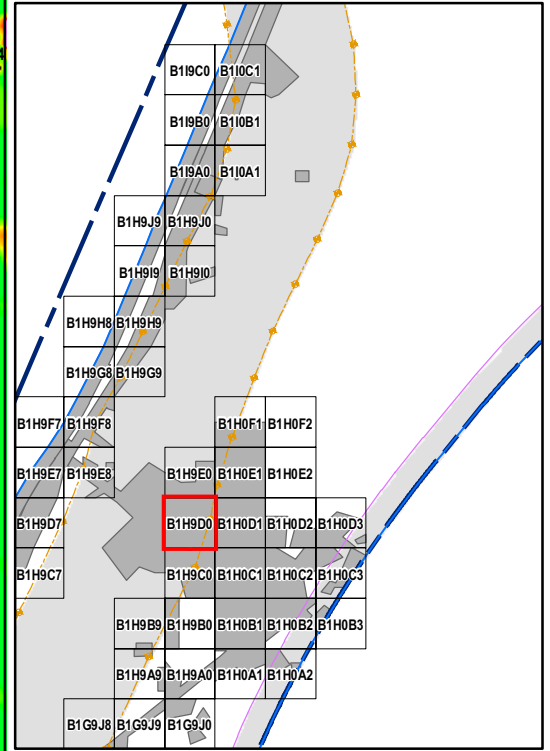 B1I9C0 B1I0C1
B1I9B0 B1I0B1
B1I9A0 B1I0A1
B1H9J9 B1H9J0
B1H9I9 B1H9I0
B1H9H8 B1H9H9
B1H9G8 B1H9G9
B1H9F7 B1H9F8 B1H0F1 B1H0F2
B1H9E7 B1H9E8 B1H9E0 B1H0E1 B1H0E2
B1H9D7 B1H9D0 B1H0D1 B1H0D2 B1H0D3
B1H9C7 B1H9C0 B1H0C1 B1H0C2 B1H0C3
B1H9B9 B1H9B0 B1H0B1 B1H0B2 B1H0B3
B1H9A9 B1H9A0 B1H0A1 B1H0A2
B1G9J8 B1G9J9 B1G9J0